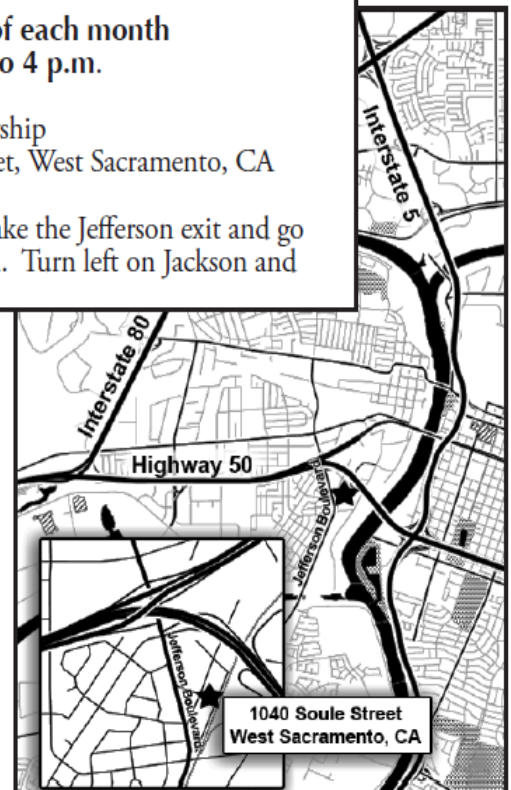 of each month
o 4 p.m.
ship
et, West Sacramento, CA
ake the Jefferson exit and go
. Turn left on Jackson and
Interstate 5
Interstate 80
Highway 50
Jefferson Boulevard
Jefferson Boulevard
1040 Soule Street
West Sacramento, CA